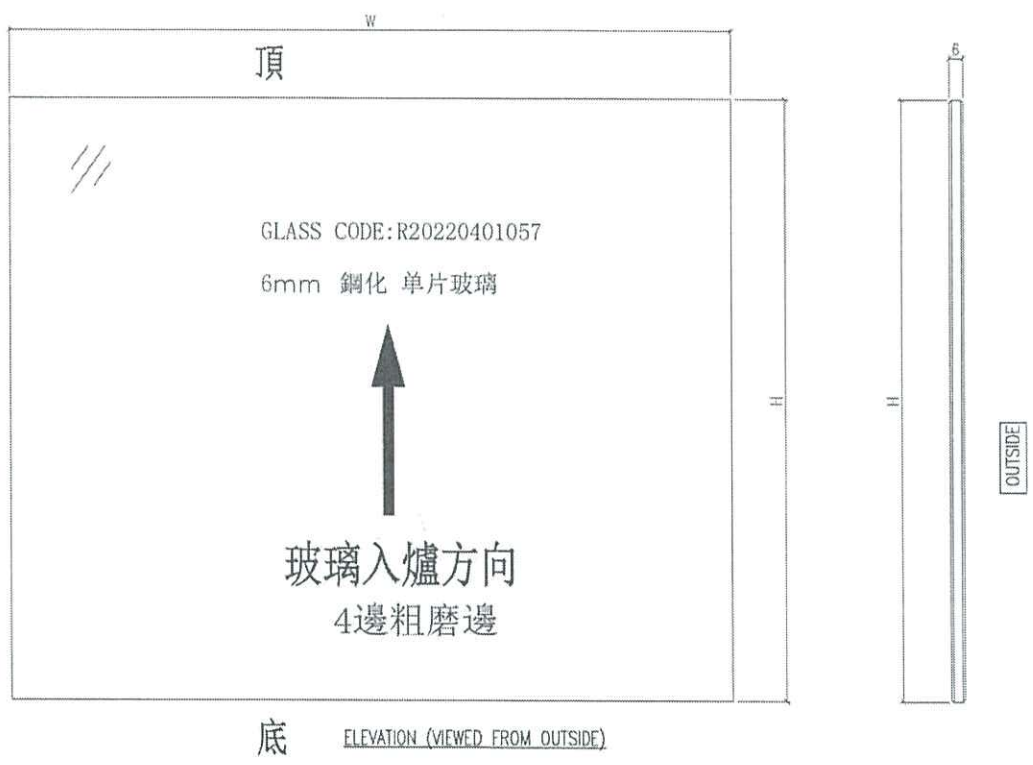 W
頂
6
GLASS CODE:R20220401057
6mm 鋼化 单片玻璃
H
H
OUTSIDE
玻璃入爐方向
4邊粗磨邊
底
ELEVATION (VIEWED FROM OUTSIDE)